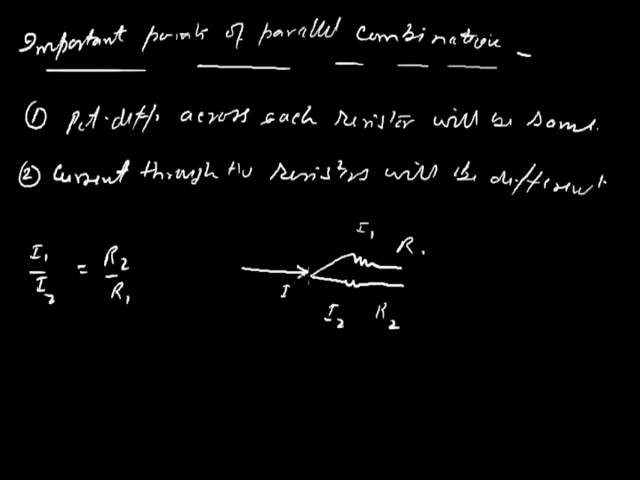 Important points of parallel combination -
① Pot. diff. across each resistor will be same.
② Current through the resistors will be different.
I₁/I₂ = R₂/R₁
I₁ R₁
I
I₂ R₂